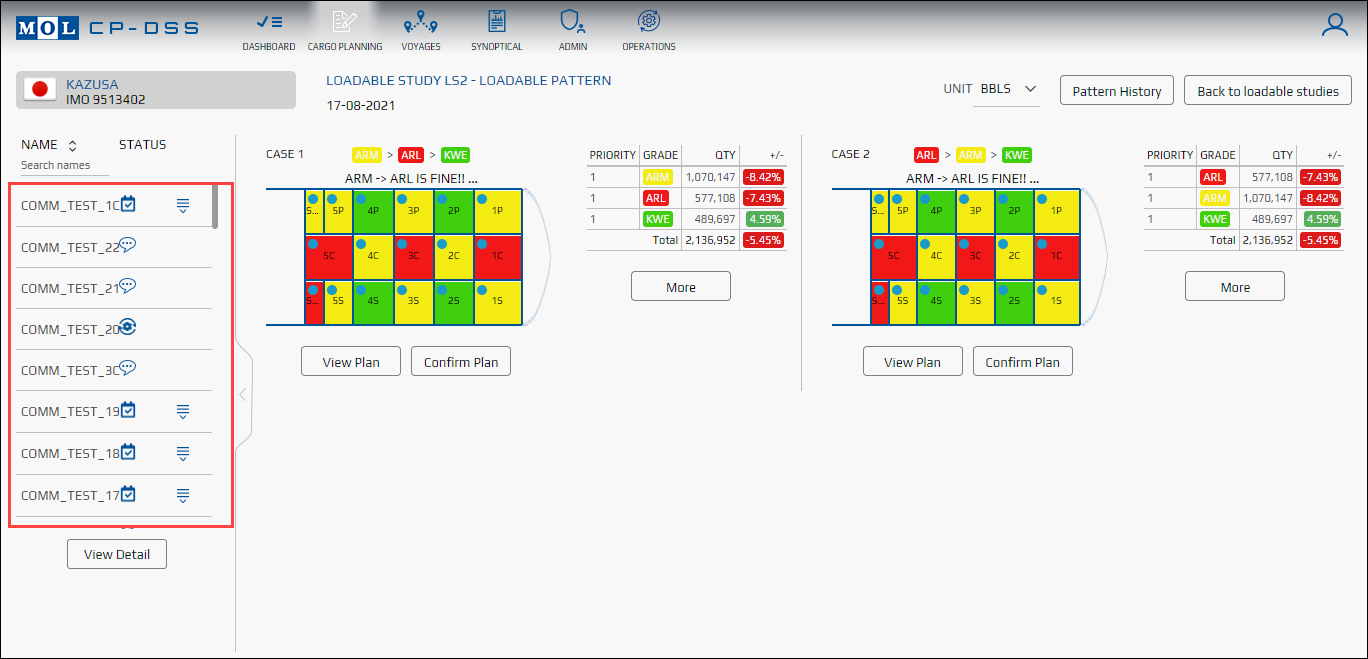 MOL CP-DSS
DASHBOARD CARGO PLANNING VOYAGES SYNOPTICAL ADMIN OPERATIONS
KAZUSA
IMO 9513402
LOADABLE STUDY LS2 - LOADABLE PATTERN
17-08-2021
UNIT BBLS
Pattern History
Back to loadable studies
NAME STATUS
Search names
COMM_TEST_1C
COMM_TEST_22
COMM_TEST_21
COMM_TEST_20
COMM_TEST_3C
COMM_TEST_19
COMM_TEST_18
COMM_TEST_17
View Detail
CASE 1 ARM > ARL > KWE
ARM -> ARL IS FINE!! ...
S... 5P 4P 3P 2P 1P
5C 4C 3C 2C 1C
S... 5S 4S 3S 2S 1S
View Plan Confirm Plan
PRIORITY GRADE QTY +/-
1 ARM 1,070,147 -8.42%
1 ARL 577,108 -7.43%
1 KWE 489,697 4.59%
Total 2,136,952 -5.45%
More
CASE 2 ARL > ARM > KWE
ARM -> ARL IS FINE!! ...
S... 5P 4P 3P 2P 1P
5C 4C 3C 2C 1C
S... 5S 4S 3S 2S 1S
View Plan Confirm Plan
PRIORITY GRADE QTY +/-
1 ARL 577,108 -7.43%
1 ARM 1,070,147 -8.42%
1 KWE 489,697 4.59%
Total 2,136,952 -5.45%
More